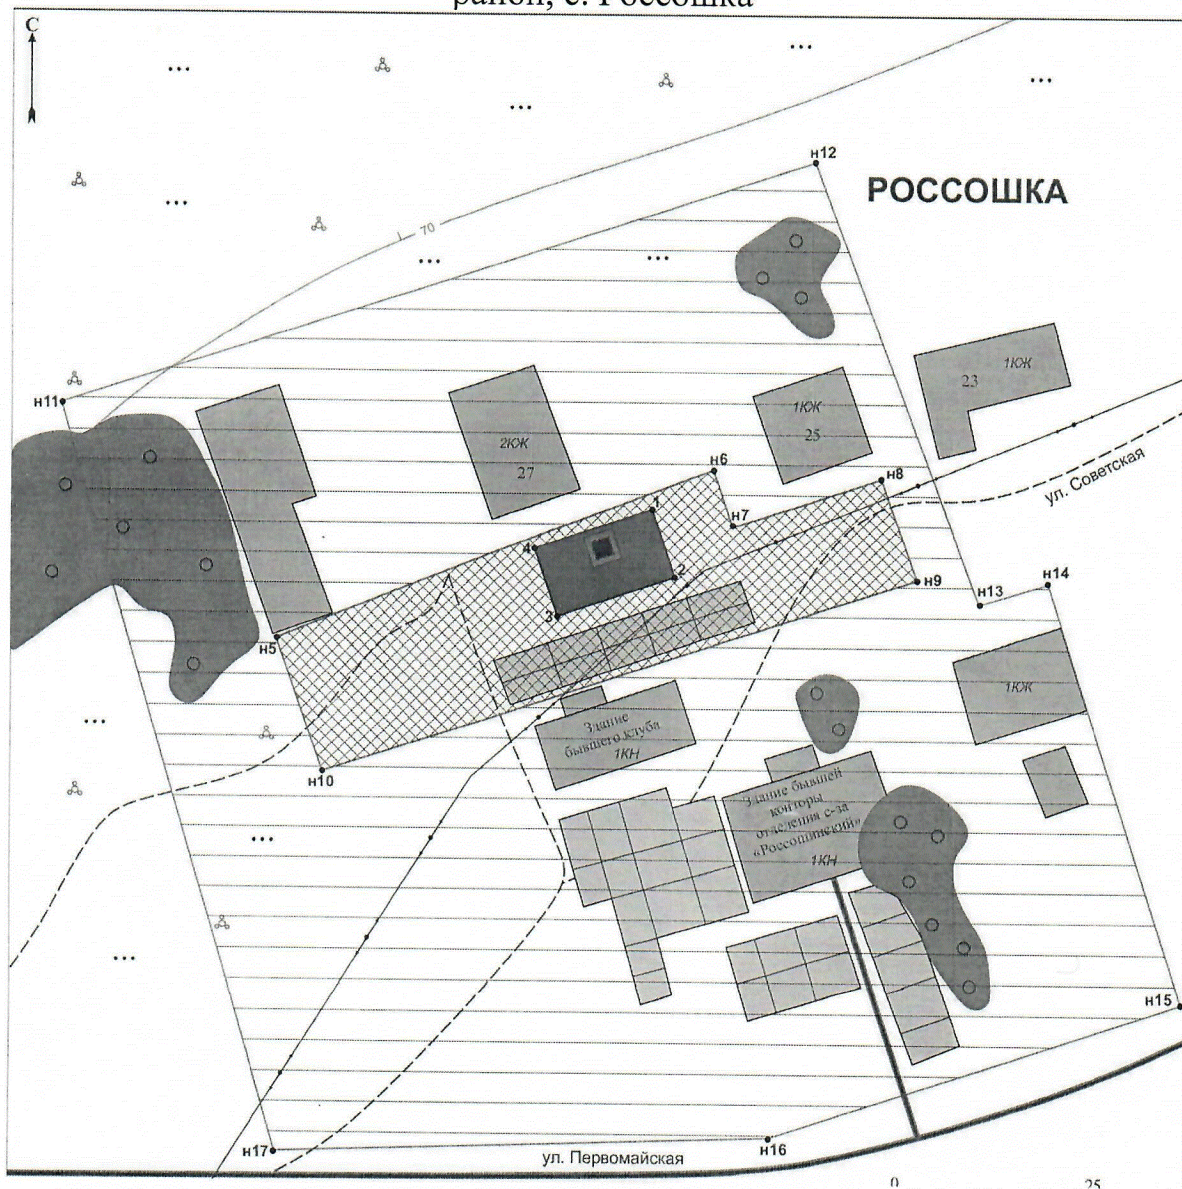 район, с. Россошка
С
н12
РОССОШКА
70
н11
1КЖ
23
1КЖ
25
2КЖ
27
н6
н8
ул. Советская
1
н7
4
2
н9
н14
н13
3
н5
1КЖ
Здание
бывшего клуба
1КН
н10
Здание бывшей
конторы
отделения с-за
«Россошанский»
1КН
н15
н17
н16
ул. Первомайская
0 25